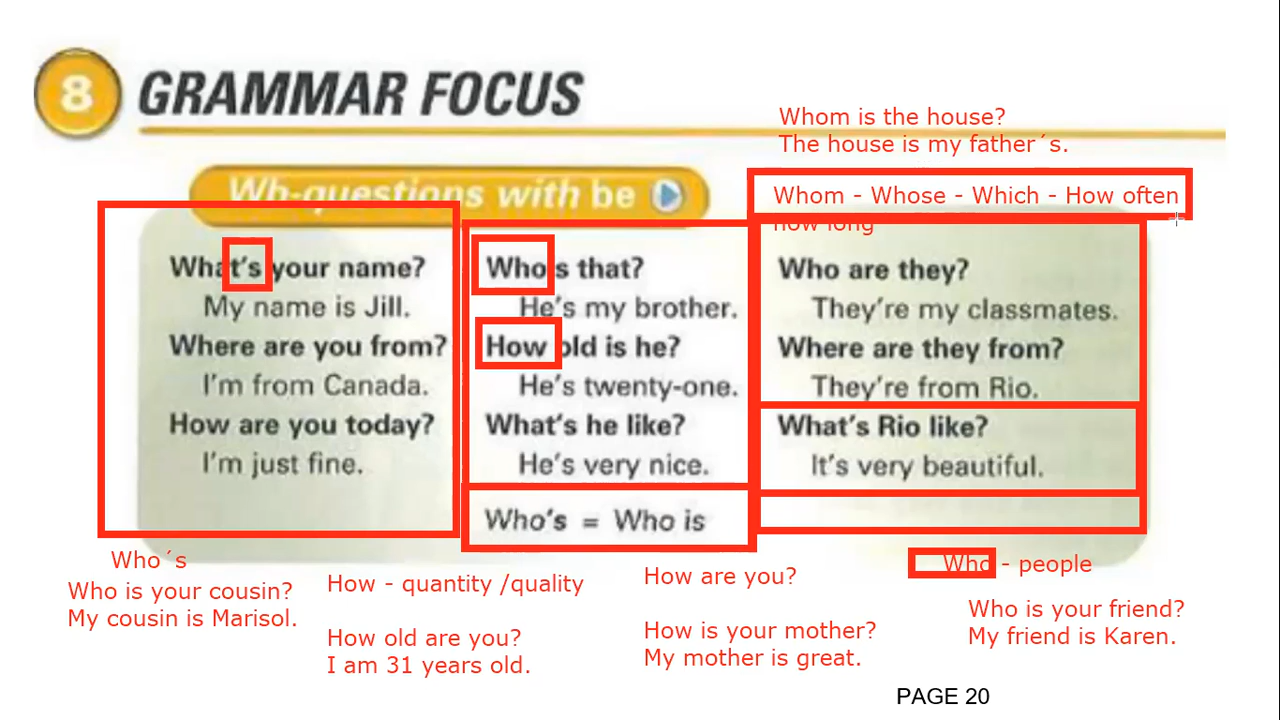 8 GRAMMAR FOCUS
Whom is the house?
The house is my father´s.
Wh-questions with be
Whom - Whose - Which - How often
how long
What's your name?
My name is Jill.
Where are you from?
I'm from Canada.
How are you today?
I'm just fine.
Who's that?
He's my brother.
How old is he?
He's twenty-one.
What's he like?
He's very nice.
Who's = Who is
Who are they?
They're my classmates.
Where are they from?
They're from Rio.
What's Rio like?
It's very beautiful.
Who´s
Who is your cousin?
My cousin is Marisol.
How - quantity /quality
How old are you?
I am 31 years old.
How are you?
How is your mother?
My mother is great.
Who - people
Who is your friend?
My friend is Karen.
PAGE 20